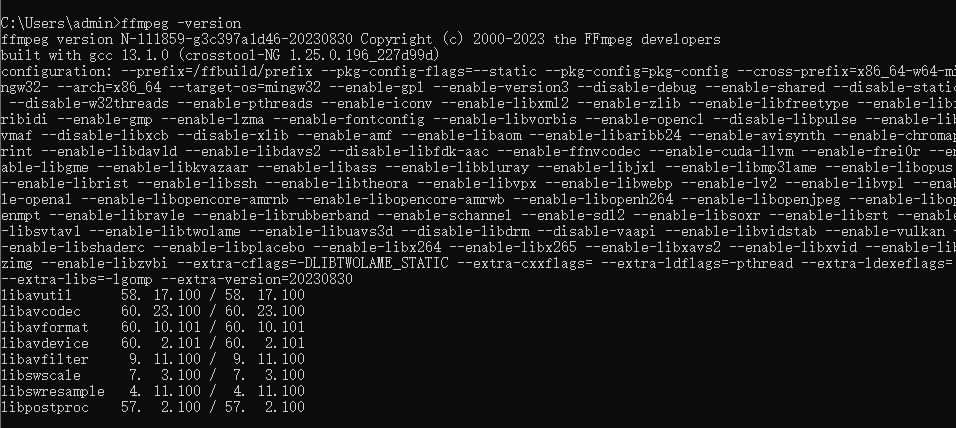 C:\Users\admin>ffmpeg -version
ffmpeg version N-111859-g3c397a1d46-20230830 Copyright (c) 2000-2023 the FFmpeg developers
built with gcc 13.1.0 (crosstool-NG 1.25.0.196_227d99d)
configuration: --prefix=/ffbuild/prefix --pkg-config-flags=--static --pkg-config=pkg-config --cross-prefix=x86_64-w64-mi
ngw32- --arch=x86_64 --target-os=mingw32 --enable-gpl --enable-version3 --disable-debug --enable-shared --disable-static
 --disable-w32threads --enable-pthreads --enable-iconv --enable-libxml2 --enable-zlib --enable-libfreetype --enable-libf
ribidi --enable-gmp --enable-lzma --enable-fontconfig --enable-libvorbis --enable-opencl --disable-libpulse --enable-lib
vmaf --disable-libxcb --disable-xlib --enable-amf --enable-libaom --enable-libaribb24 --enable-avisynth --enable-chromap
rint --enable-libdav1d --enable-libdavs2 --disable-libfdk-aac --enable-ffnvcodec --enable-cuda-llvm --enable-frei0r --en
able-libgme --enable-libkvazaar --enable-libass --enable-libbluray --enable-libjxl --enable-libmp3lame --enable-libopus
--enable-librist --enable-libssh --enable-libtheora --enable-libvpx --enable-libwebp --enable-lv2 --enable-libvpl --enab
le-openal --enable-libopencore-amrnb --enable-libopencore-amrwb --enable-libopenh264 --enable-libopenjpeg --enable-libop
enmpt --enable-librav1e --enable-librubberband --enable-schannel --enable-sdl2 --enable-libsoxr --enable-libsrt --enable
-libsvtav1 --enable-libtwolame --enable-libuavs3d --disable-libdrm --disable-vaapi --enable-libvidstab --enable-vulkan -
-enable-libshaderc --enable-libplacebo --enable-libx264 --enable-libx265 --enable-libxavs2 --enable-libxvid --enable-lib
zimg --enable-libzvbi --extra-cflags=-DLIBTWOLAME_STATIC --extra-cxxflags= --extra-ldflags=-pthread --extra-ldexeflags=
--extra-libs=-lgomp --extra-version=20230830
libavutil      58. 17.100 / 58. 17.100
libavcodec     60. 23.100 / 60. 23.100
libavformat    60. 10.101 / 60. 10.101
libavdevice    60.  2.101 / 60.  2.101
libavfilter     9. 11.100 /  9. 11.100
libswscale      7.  3.100 /  7.  3.100
libswresample   4. 11.100 /  4. 11.100
libpostproc    57.  2.100 / 57.  2.100